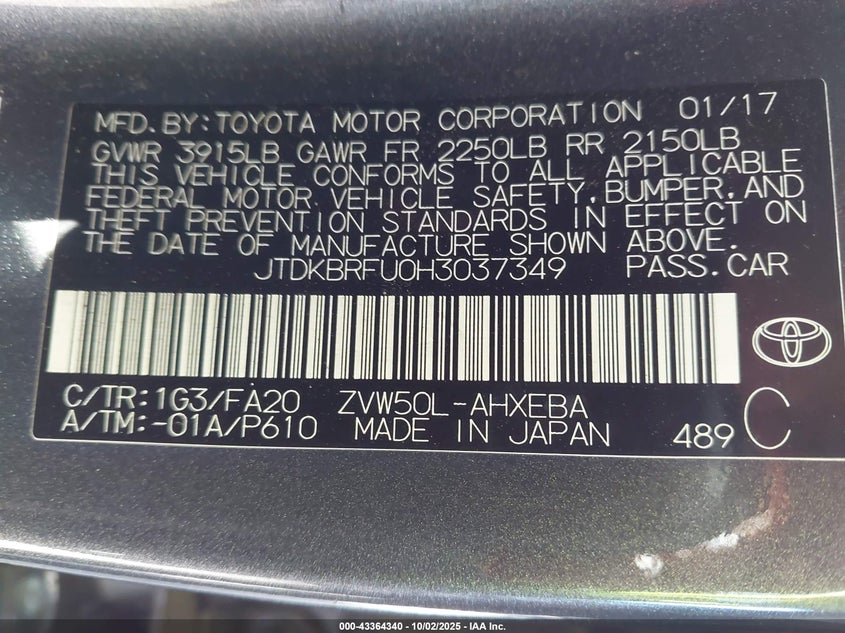 MFD.BY:TOYOTA MOTOR CORPORATION 01/17
GVWR 3915LB GAWR FR 2250LB RR 2150LB
THIS VEHICLE CONFORMS TO ALL APPLICABLE
FEDERAL MOTOR VEHICLE SAFETY,BUMPER,AND
THEFT PREVENTION STANDARDS IN EFFECT ON
THE DATE OF MANUFACTURE SHOWN ABOVE.
JTDKBRFU0H3037349 PASS.CAR
C/TR:1G3/FA20 ZVW50L-AHXEBA
A/TM:-01A/P610 MADE IN JAPAN 489 C
000-43364340 - 10/02/2025 - IAA Inc.